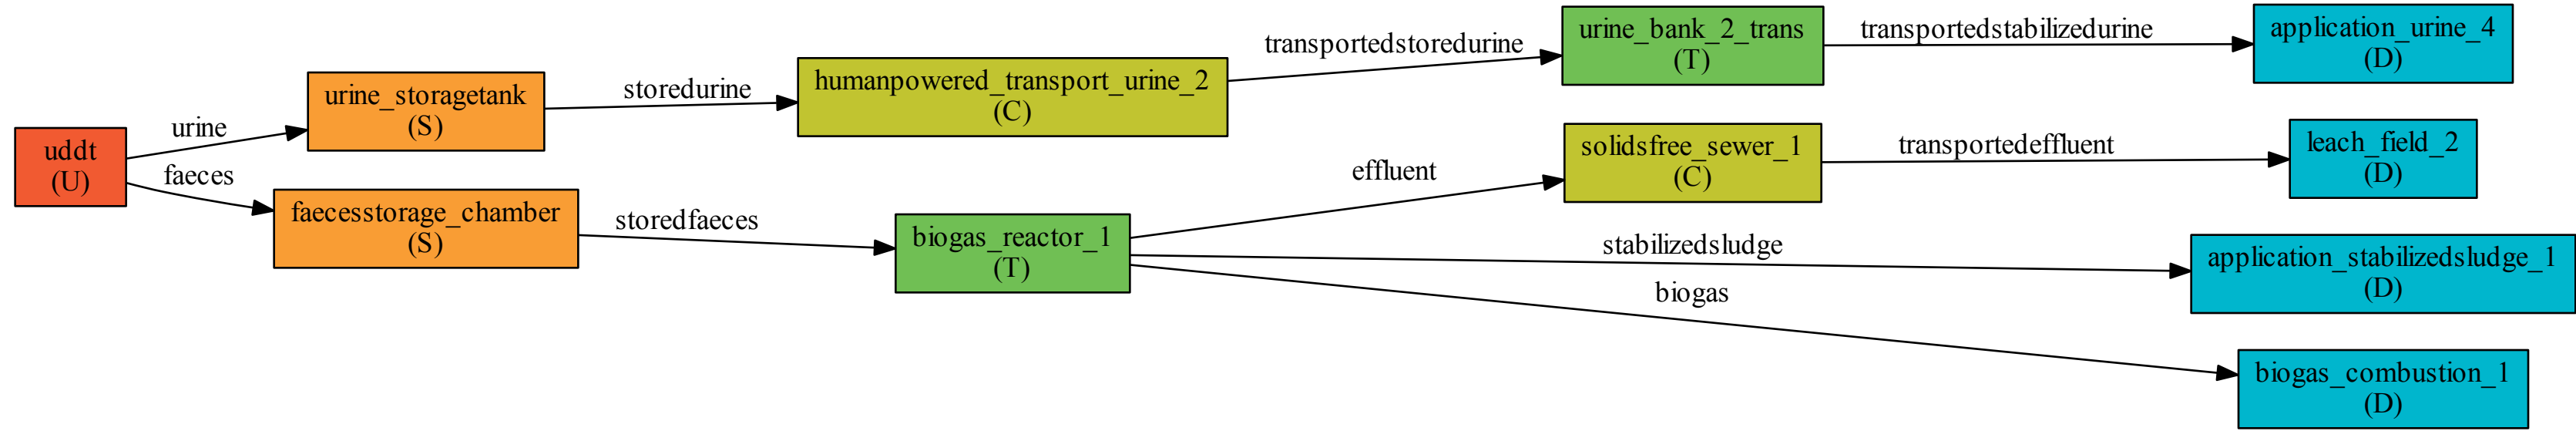 uddt
(U)
urine
faeces
urine_storagetank
(S)
faecesstorage_chamber
(S)
storedurine
storedfaeces
humanpowered_transport_urine_2
(C)
biogas_reactor_1
(T)
transportedstoredurine
effluent
stabilizedsludge
biogas
urine_bank_2_trans
(T)
solidsfree_sewer_1
(C)
transportedstabilizedurine
transportedeffluent
application_urine_4
(D)
leach_field_2
(D)
application_stabilizedsludge_1
(D)
biogas_combustion_1
(D)